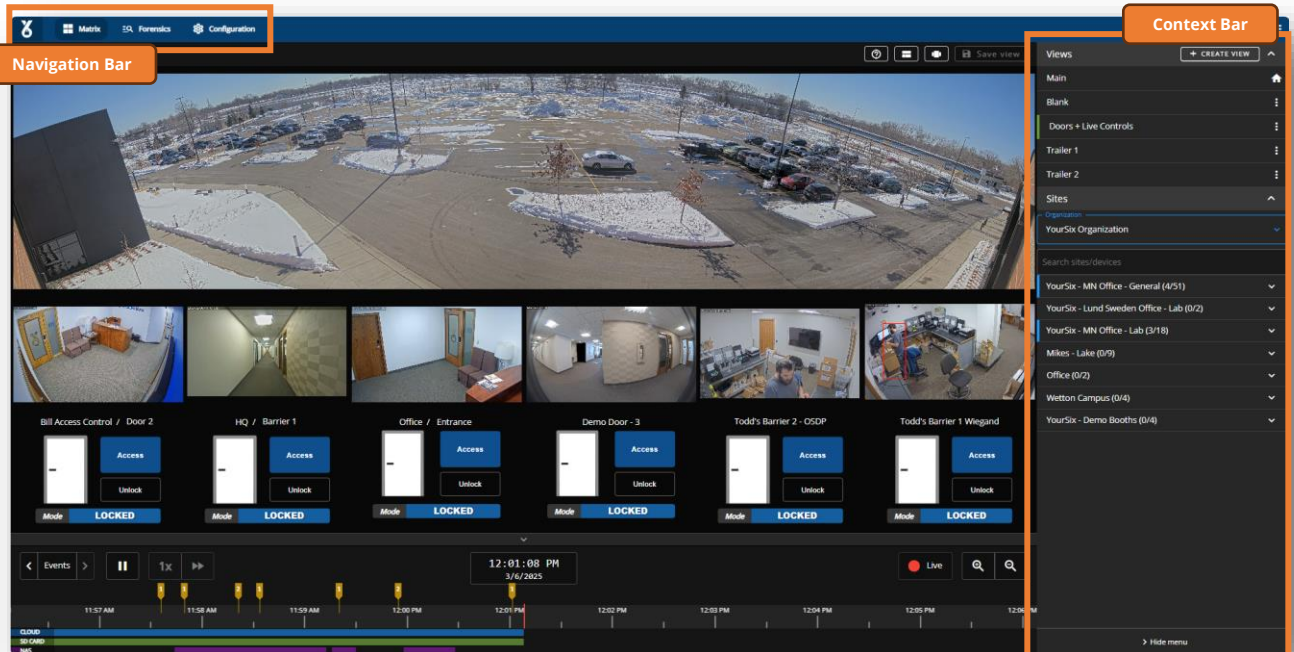 Context Bar
Matrix
Forensics
Configuration
Navigation Bar
Save view
Views
+ CREATE VIEW
Main
Blank
Doors + Live Controls
Trailer 1
Trailer 2
Sites
Organization
YourSix Organization
Search sites/devices
YourSix - MN Office - General (4/51)
YourSix - Lund Sweden Office - Lab (0/2)
YourSix - MN Office - Lab (3/18)
Mikes - Lake (0/9)
Office (0/2)
Wetton Campus (0/4)
YourSix - Demo Booths (0/4)
Bill Access Control / Door 2
HQ / Barrier 1
Office / Entrance
Demo Door - 3
Todd's Barrier 2 - OSDP
Todd's Barrier 1 Wiegand
Access
Access
Access
Access
Access
Access
Unlock
Unlock
Unlock
Unlock
Unlock
Unlock
Mode LOCKED
Mode LOCKED
Mode LOCKED
Mode LOCKED
Mode LOCKED
Mode LOCKED
Events
1x
12:01:08 PM
3/6/2025
Live
11:57 AM 11:58 AM 11:59 AM 12:00 PM 12:01 PM 12:02 PM 12:03 PM 12:04 PM 12:05 PM
CLOUD
SD CARD
NAS
Hide menu